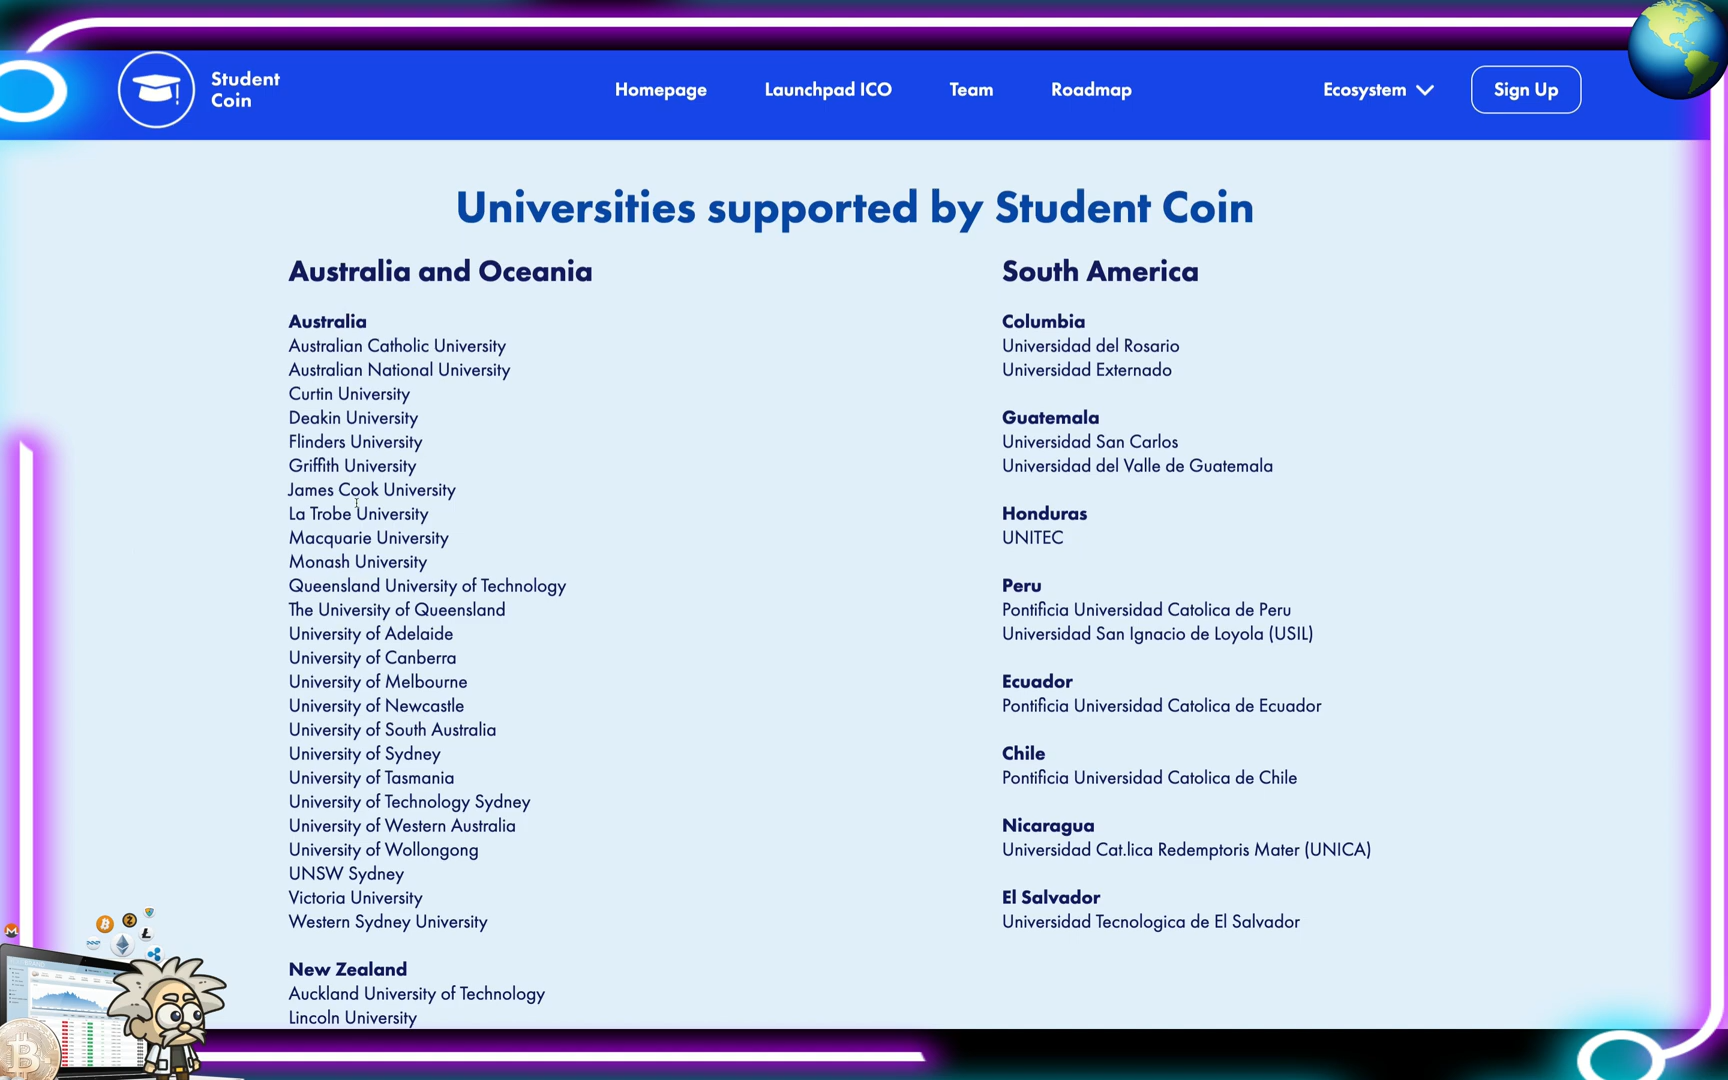 Student
Coin
Homepage
Launchpad ICO
Team
Roadmap
Ecosystem
Sign Up
Universities supported by Student Coin
Australia and Oceania
Australia
Australian Catholic University
Australian National University
Curtin University
Deakin University
Flinders University
Griffith University
James Cook University
La Trobe University
Macquarie University
Monash University
Queensland University of Technology
The University of Queensland
University of Adelaide
University of Canberra
University of Melbourne
University of Newcastle
University of South Australia
University of Sydney
University of Tasmania
University of Technology Sydney
University of Western Australia
University of Wollongong
UNSW Sydney
Victoria University
Western Sydney University
New Zealand
Auckland University of Technology
Lincoln University
South America
Columbia
Universidad del Rosario
Universidad Externado
Guatemala
Universidad San Carlos
Universidad del Valle de Guatemala
Honduras
UNITEC
Peru
Pontificia Universidad Catolica de Peru
Universidad San Ignacio de Loyola (USIL)
Ecuador
Pontificia Universidad Catolica de Ecuador
Chile
Pontificia Universidad Catolica de Chile
Nicaragua
Universidad Cat.lica Redemptoris Mater (UNICA)
El Salvador
Universidad Tecnologica de El Salvador